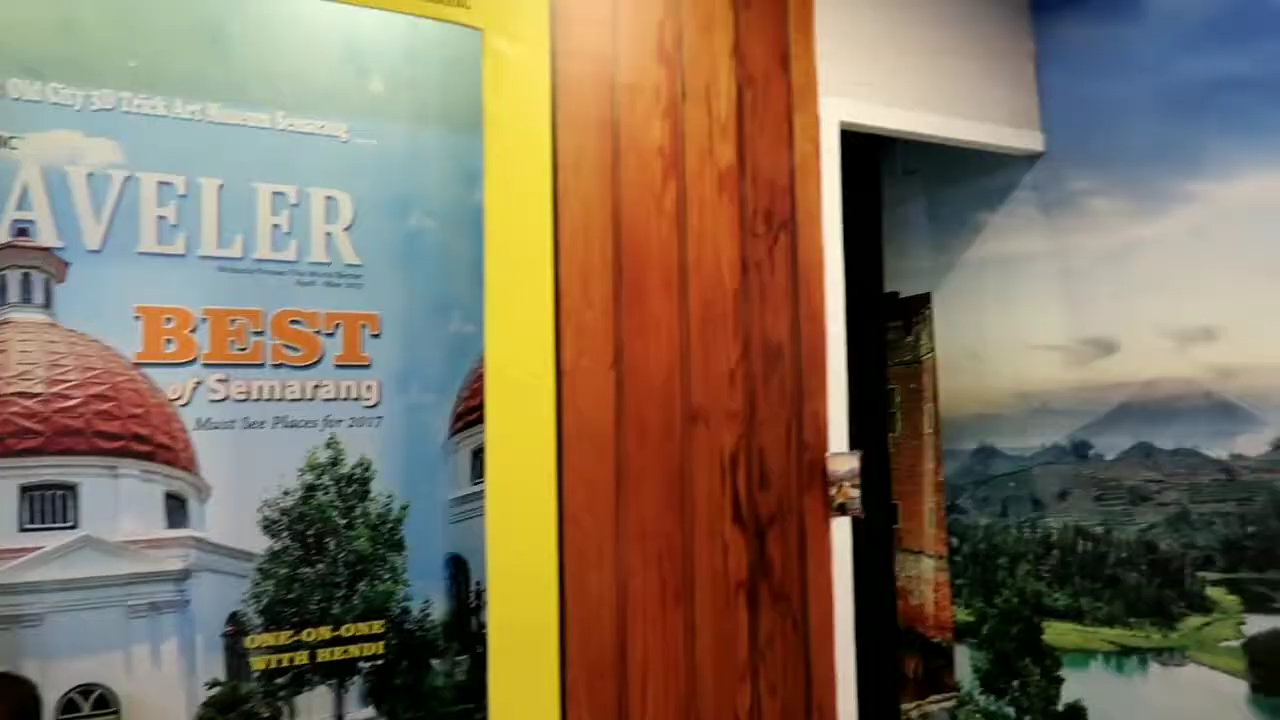 Old City 3D Trick Art Museum Semarang
AVELER
BEST
of Semarang
Must See Places for 2017
ONE-ON-ONE
WITH HENDI